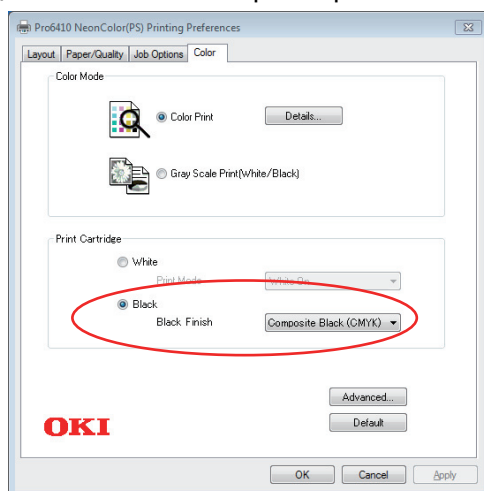 Pro6410 NeonColor(PS) Printing Preferences
Layout Paper/Quality Job Options Color
Color Mode
Color Print Details...
Gray Scale Print(White/Black)
Print Cartridge
White
Print Mode White On
Black
Black Finish Composite Black (CMYK)
Advanced...
OKI Default
OK Cancel Apply